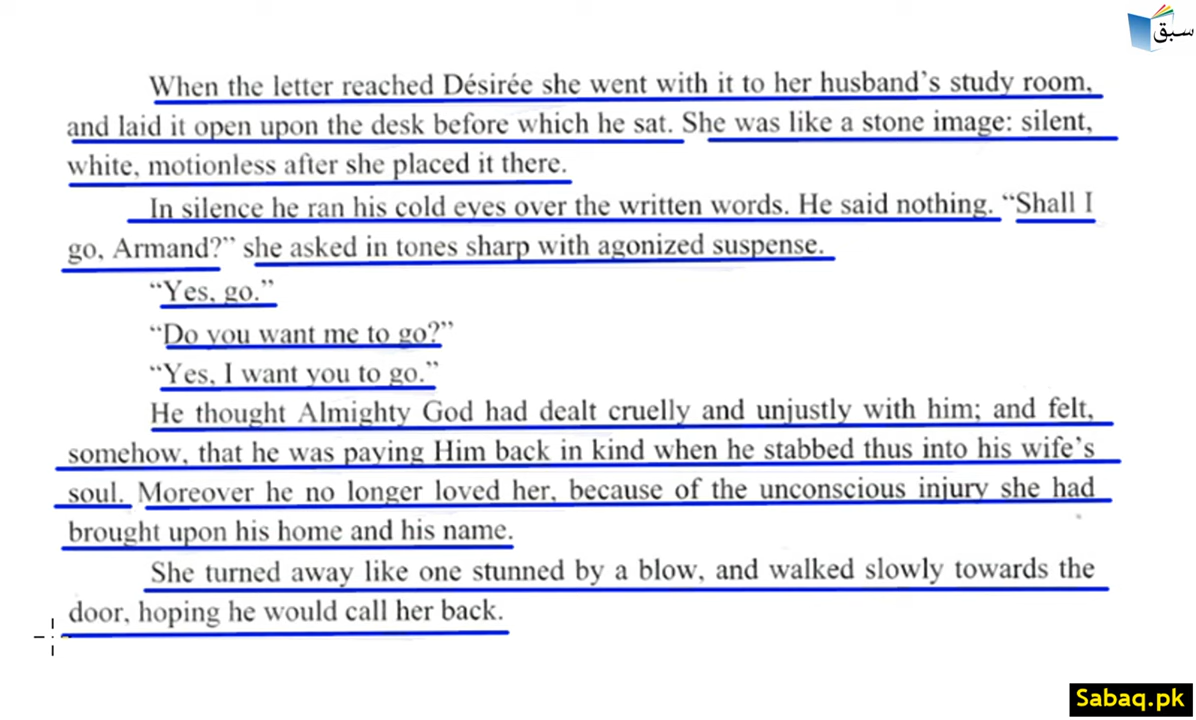 سبق
When the letter reached Désirée she went with it to her husband's study room,
and laid it open upon the desk before which he sat. She was like a stone image: silent,
white, motionless after she placed it there.
In silence he ran his cold eyes over the written words. He said nothing. “Shall I
go, Armand?” she asked in tones sharp with agonized suspense.
“Yes, go.”
“Do you want me to go?”
“Yes, I want you to go.”
He thought Almighty God had dealt cruelly and unjustly with him; and felt,
somehow, that he was paying Him back in kind when he stabbed thus into his wife's
soul. Moreover he no longer loved her, because of the unconscious injury she had
brought upon his home and his name.
She turned away like one stunned by a blow, and walked slowly towards the
door, hoping he would call her back.
Sabaq.pk